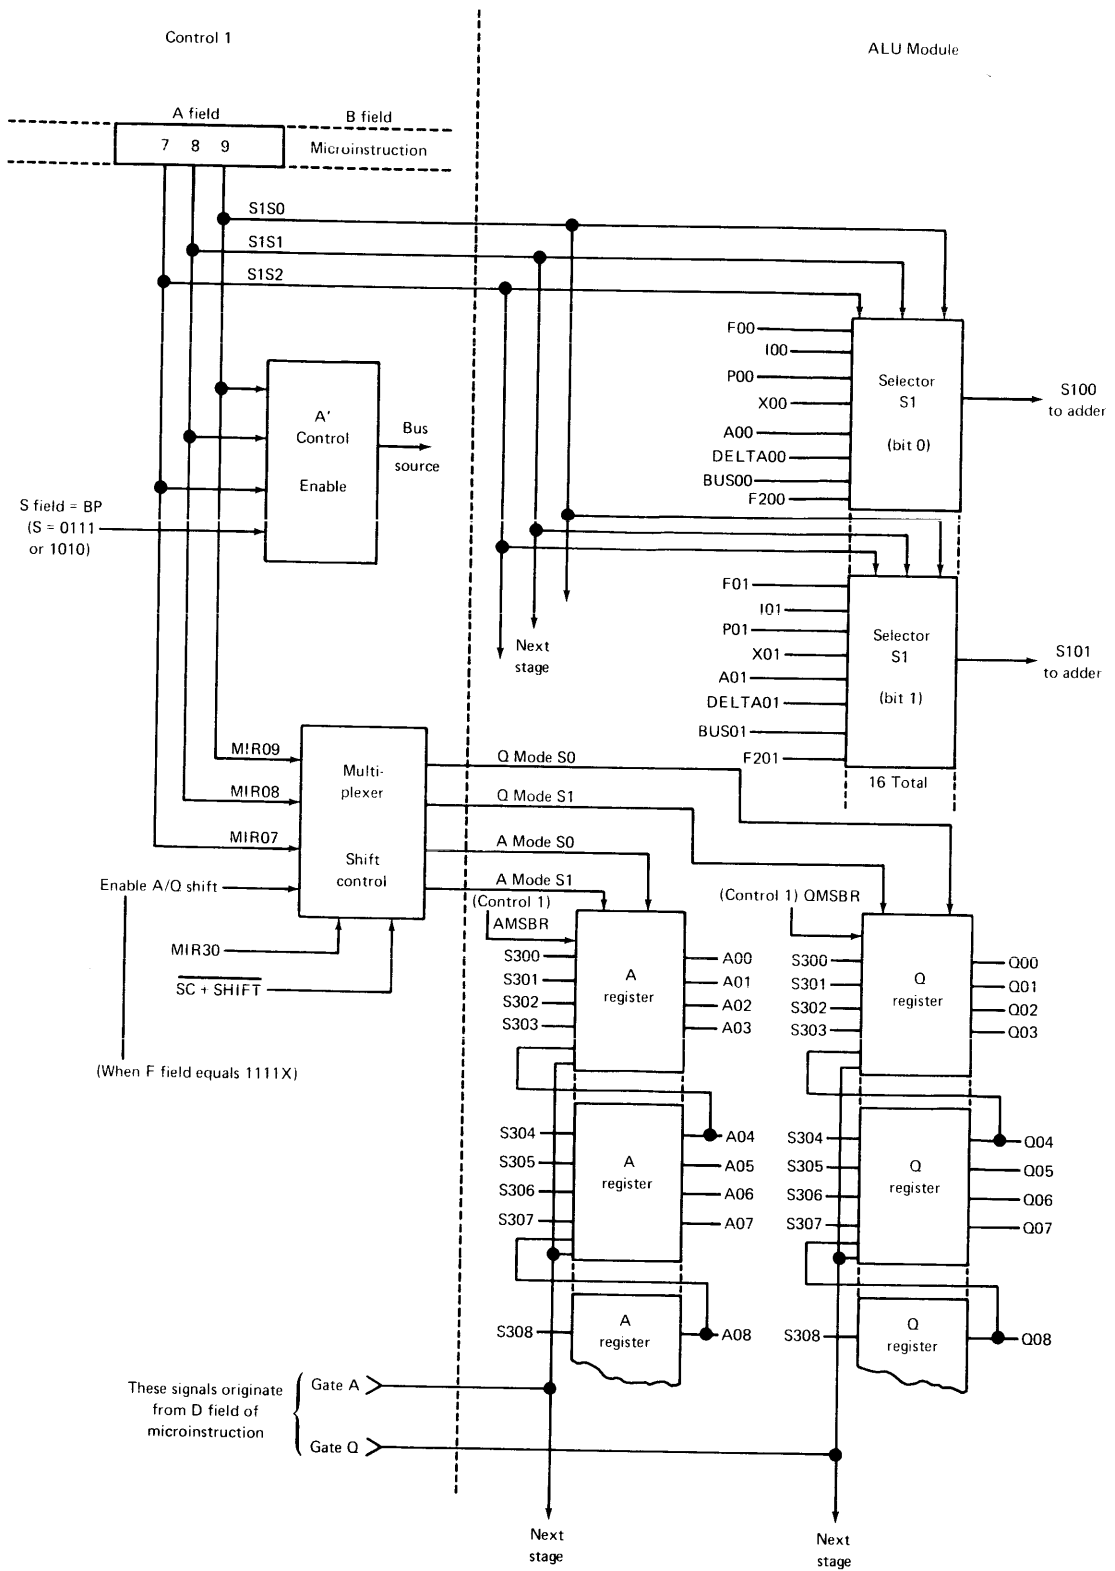 Control 1
ALU Module
A field
B field
7 8 9
Microinstruction
S1S0
S1S1
S1S2
F00
I00
P00
X00
A00
DELTA00
BUS00
F200
Selector
S1
(bit 0)
S100
to adder
A'
Control
Enable
Bus
source
S field = BP
(S = 0111
or 1010)
F01
I01
P01
X01
A01
DELTA01
BUS01
F201
Selector
S1
(bit 1)
S101
to adder
16 Total
Next
stage
MIR09
MIR08
MIR07
Enable A/Q shift
MIR30
SC + SHIFT
(When F field equals 1111X)
Multi-
plexer
Shift
control
Q Mode S0
Q Mode S1
A Mode S0
A Mode S1
(Control 1)
AMSBR
S300
S301
S302
S303
A
register
A00
A01
A02
A03
(Control 1) QMSBR
S300
S301
S302
S303
Q
register
Q00
Q01
Q02
Q03
S304
S305
S306
S307
A
register
A04
A05
A06
A07
S304
S305
S306
S307
Q
register
Q04
Q05
Q06
Q07
S308
A
register
A08
S308
Q
register
Q08
These signals originate
from D field of
microinstruction
Gate A
Gate Q
Next
stage
Next
stage